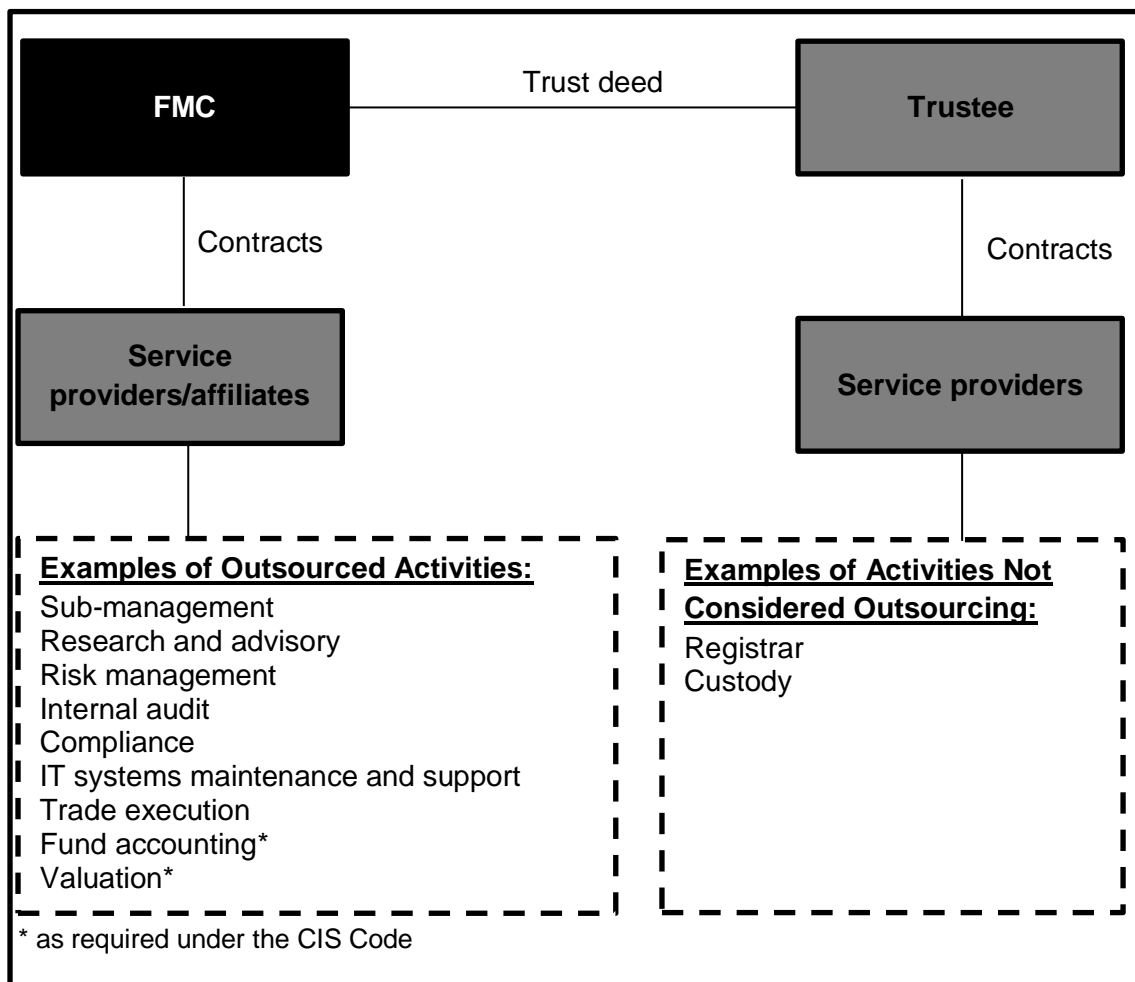 FMC
Trust deed
Trustee
Contracts
Contracts
Service
providers/affiliates
Service providers
Examples of Outsourced Activities:
Sub-management
Research and advisory
Risk management
Internal audit
Compliance
IT systems maintenance and support
Trade execution
Fund accounting*
Valuation*
Examples of Activities Not
Considered Outsourcing:
Registrar
Custody
* as required under the CIS Code